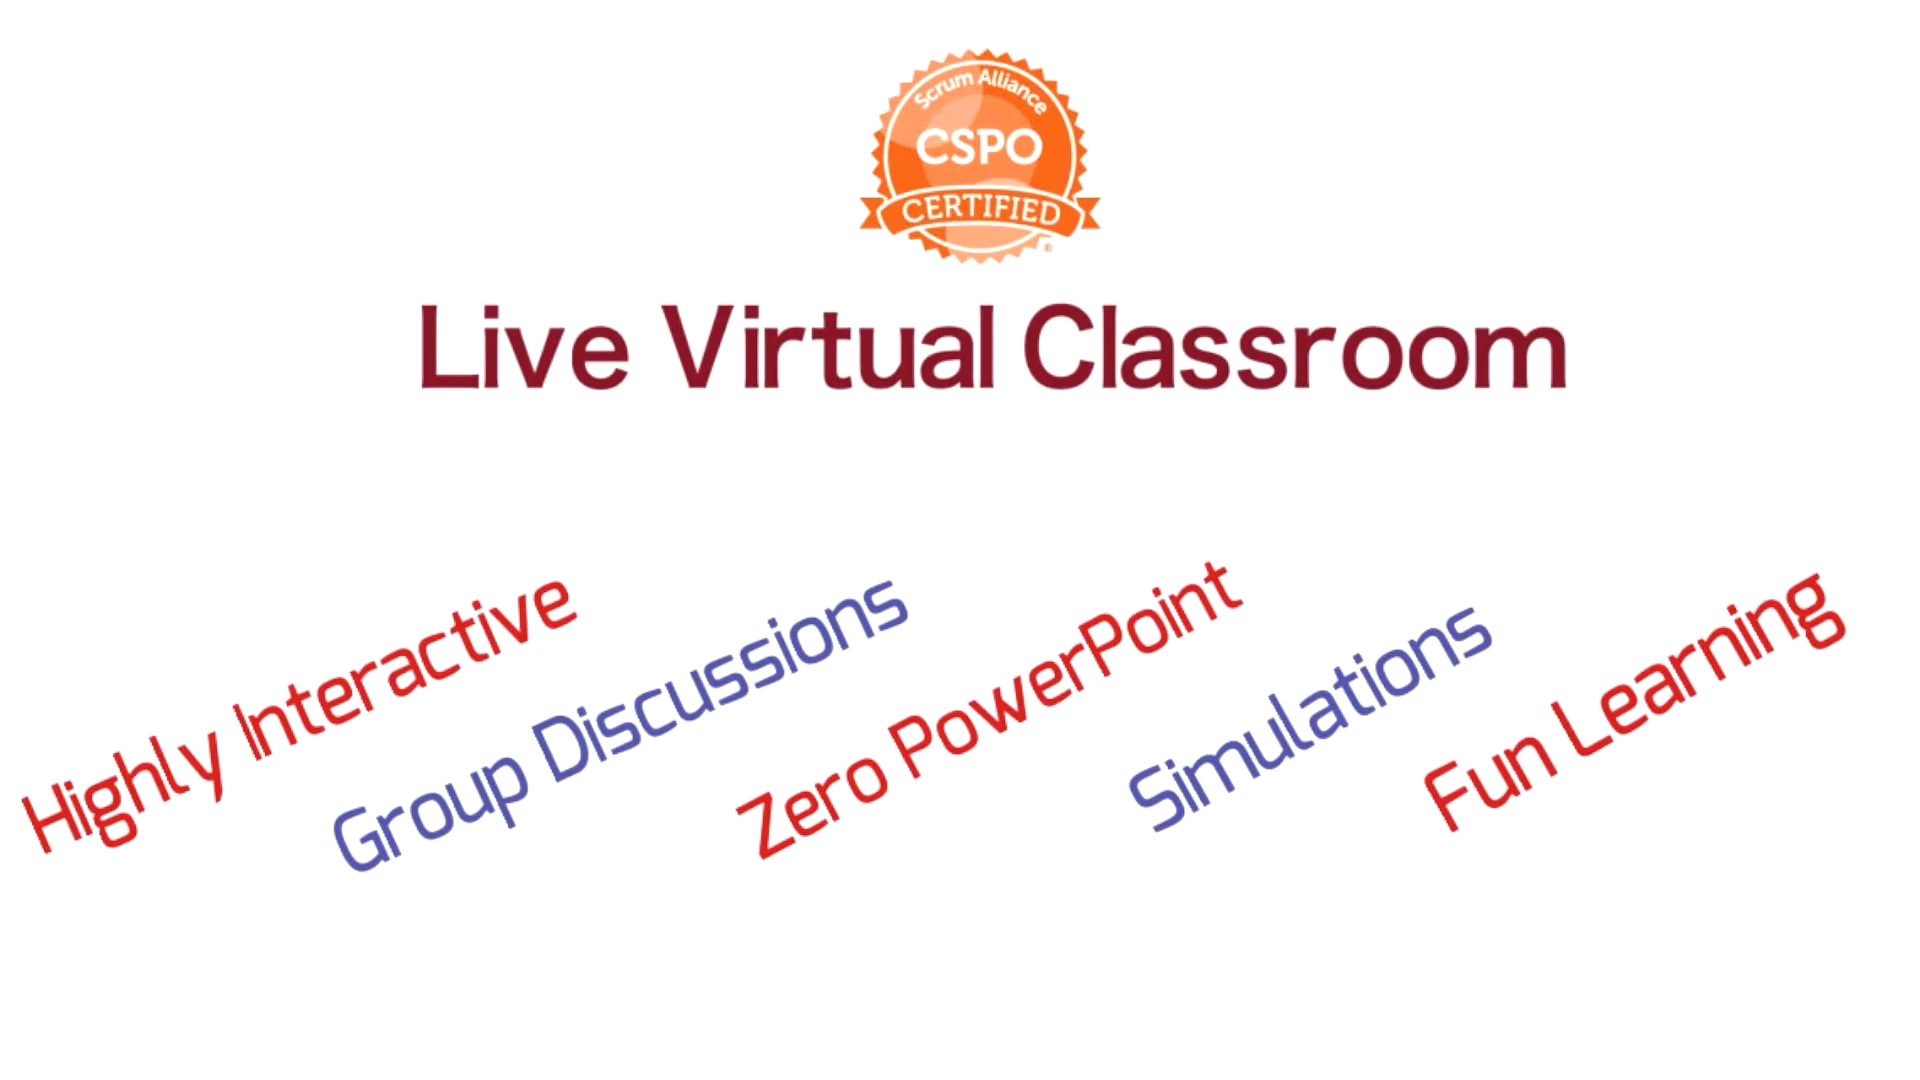 Scrum Alliance
CSPO
CERTIFIED
®
Live Virtual Classroom
Highly Interactive
Group Discussions
Zero PowerPoint
Simulations
Fun Learning